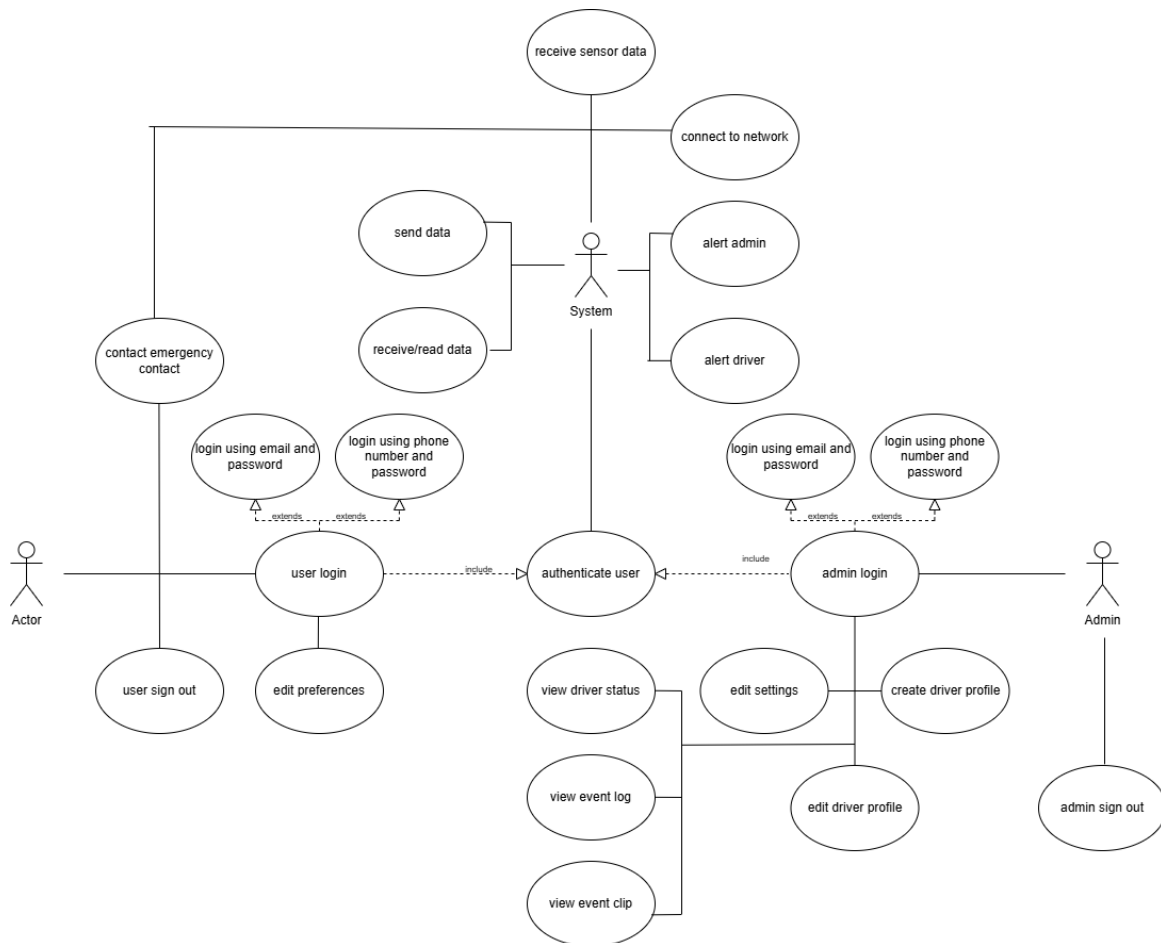 receive sensor data
connect to network
send data
alert admin
System
receive/read data
alert driver
contact emergency
contact
login using email and
password
login using phone
number and
password
login using email and
password
login using phone
number and
password
extends
extends
extends
extends
Actor
user login
include
authenticate user
include
admin login
Admin
user sign out
edit preferences
view driver status
edit settings
create driver profile
view event log
edit driver profile
admin sign out
view event clip